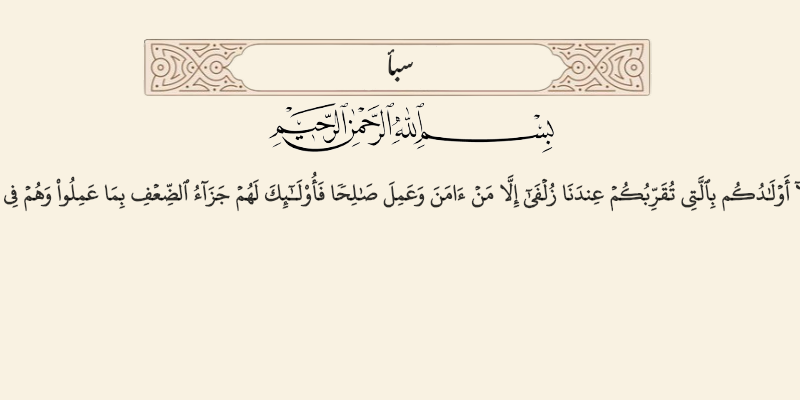 سبأ
بِسْمِ ٱللَّهِ ٱلرَّحْمَٰنِ ٱلرَّحِيمِ
أَوْلَـٰدُكُم بِٱلَّتِى تُقَرِّبُكُمْ عِندَنَا زُلْفَىٰٓ إِلَّا مَنْ ءَامَنَ وَعَمِلَ صَـٰلِحًا فَأُو۟لَـٰٓئِكَ لَهُمْ جَزَآءُ ٱلضِّعْفِ بِمَا عَمِلُوا۟ وَهُمْ فِى